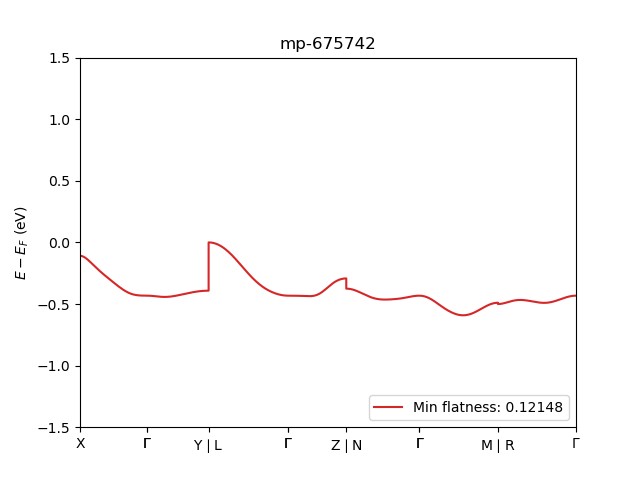 mp-675742
E − E_F (eV)
1.5
1.0
0.5
0.0
−0.5
−1.0
−1.5
Min flatness: 0.12148
X Γ Y | L Γ Z | N Γ M | R Γ